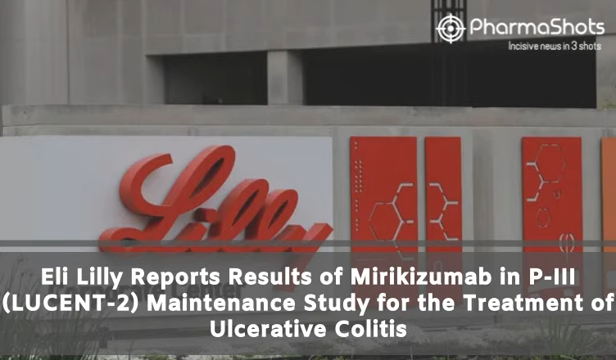 PharmaShots
Incisive news in 3 shots
Lilly
Eli Lilly Reports Results of Mirikizumab in P-III
(LUCENT-2) Maintenance Study for the Treatment of
Ulcerative Colitis